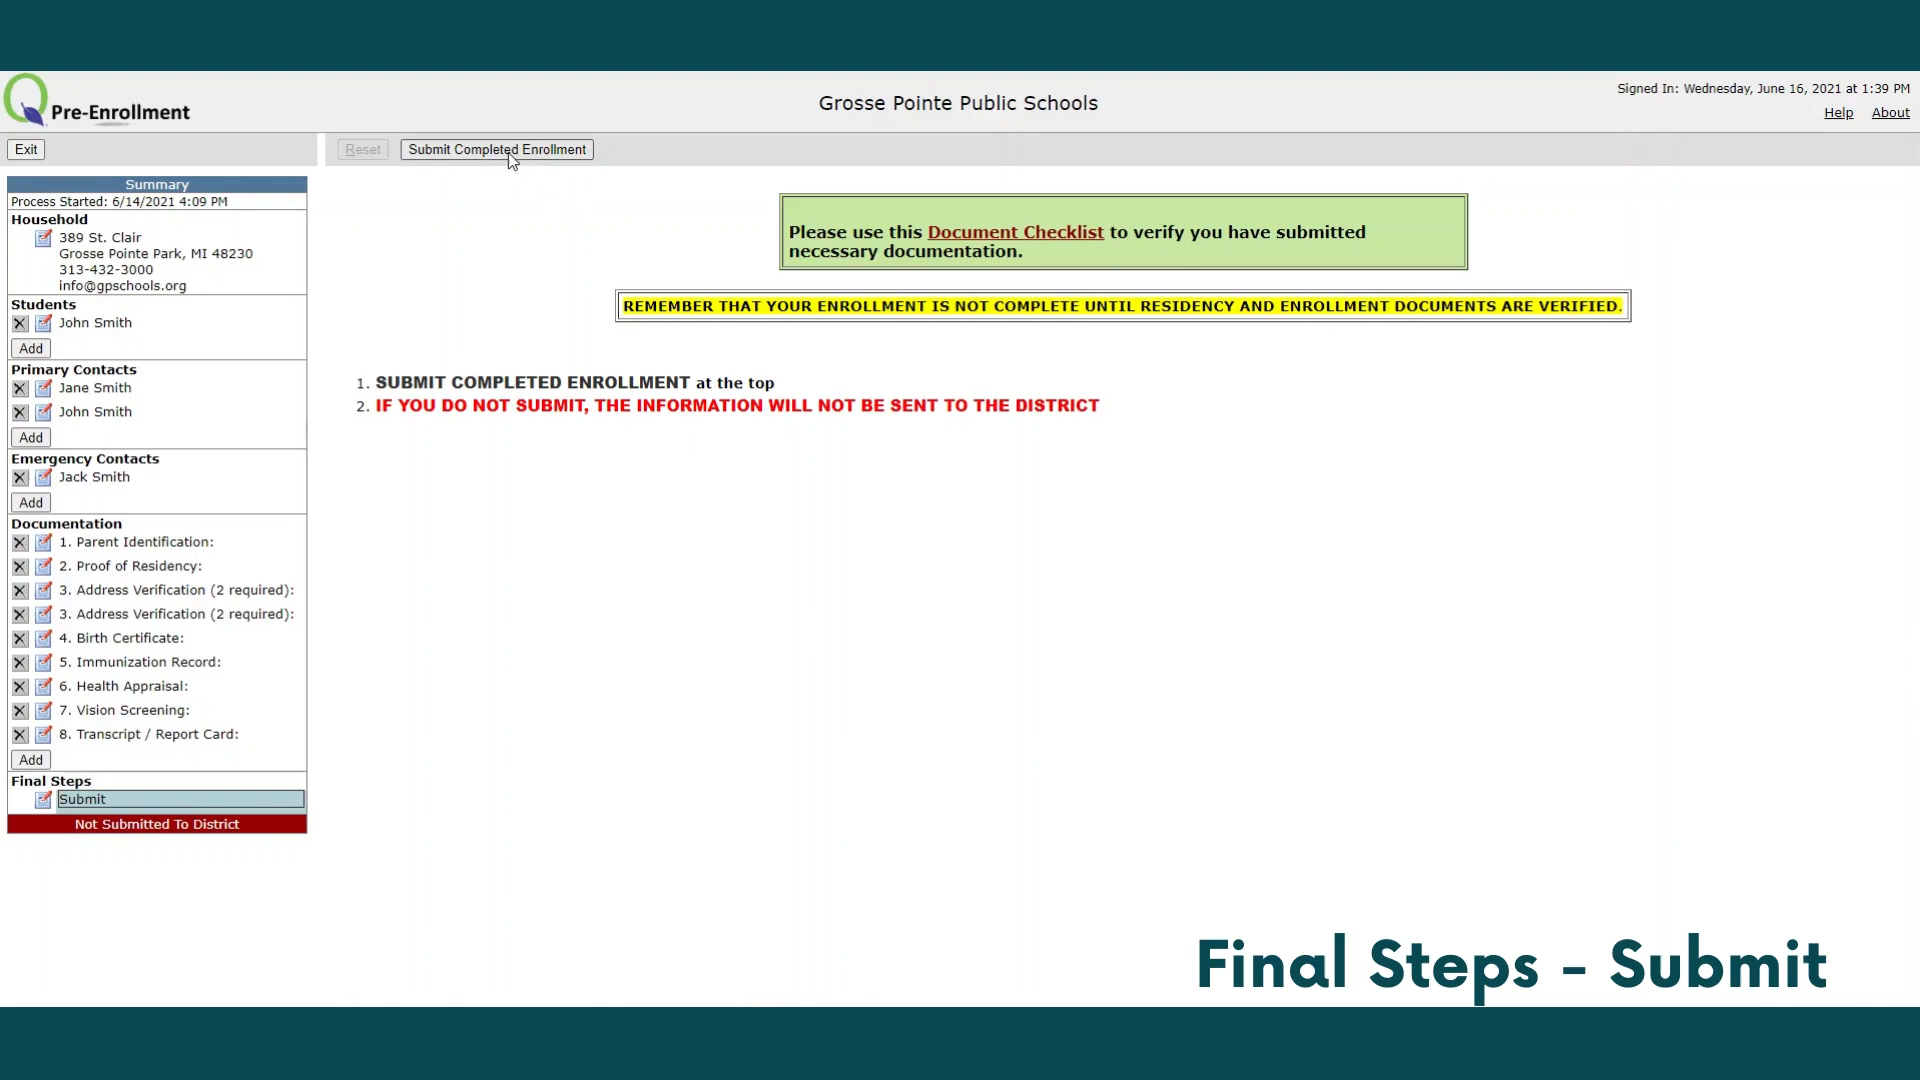 Pre-Enrollment
Grosse Pointe Public Schools
Signed In: Wednesday, June 16, 2021 at 1:39 PM
Help About
Exit
Reset
Submit Completed Enrollment
Summary
Process Started: 6/14/2021 4:09 PM
Household
389 St. Clair
Grosse Pointe Park, MI 48230
313-432-3000
info@gpschools.org
Students
John Smith
Add
Primary Contacts
Jane Smith
John Smith
Add
Emergency Contacts
Jack Smith
Add
Documentation
1. Parent Identification:
2. Proof of Residency:
3. Address Verification (2 required):
3. Address Verification (2 required):
4. Birth Certificate:
5. Immunization Record:
6. Health Appraisal:
7. Vision Screening:
8. Transcript / Report Card:
Add
Final Steps
Submit
Not Submitted To District
Please use this Document Checklist to verify you have submitted
necessary documentation.
REMEMBER THAT YOUR ENROLLMENT IS NOT COMPLETE UNTIL RESIDENCY AND ENROLLMENT DOCUMENTS ARE VERIFIED.
1. SUBMIT COMPLETED ENROLLMENT at the top
2. IF YOU DO NOT SUBMIT, THE INFORMATION WILL NOT BE SENT TO THE DISTRICT
Final Steps - Submit